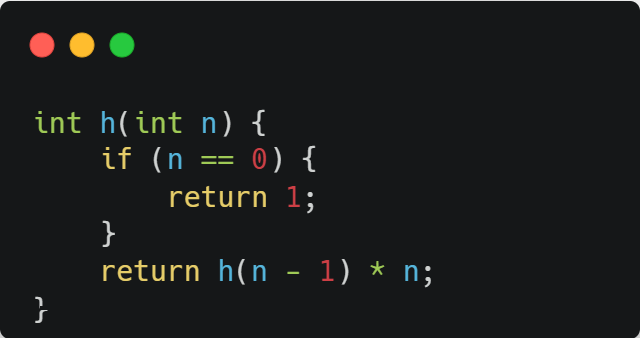 int h(int n) {
    if (n == 0) {
        return 1;
    }
    return h(n - 1) * n;
}